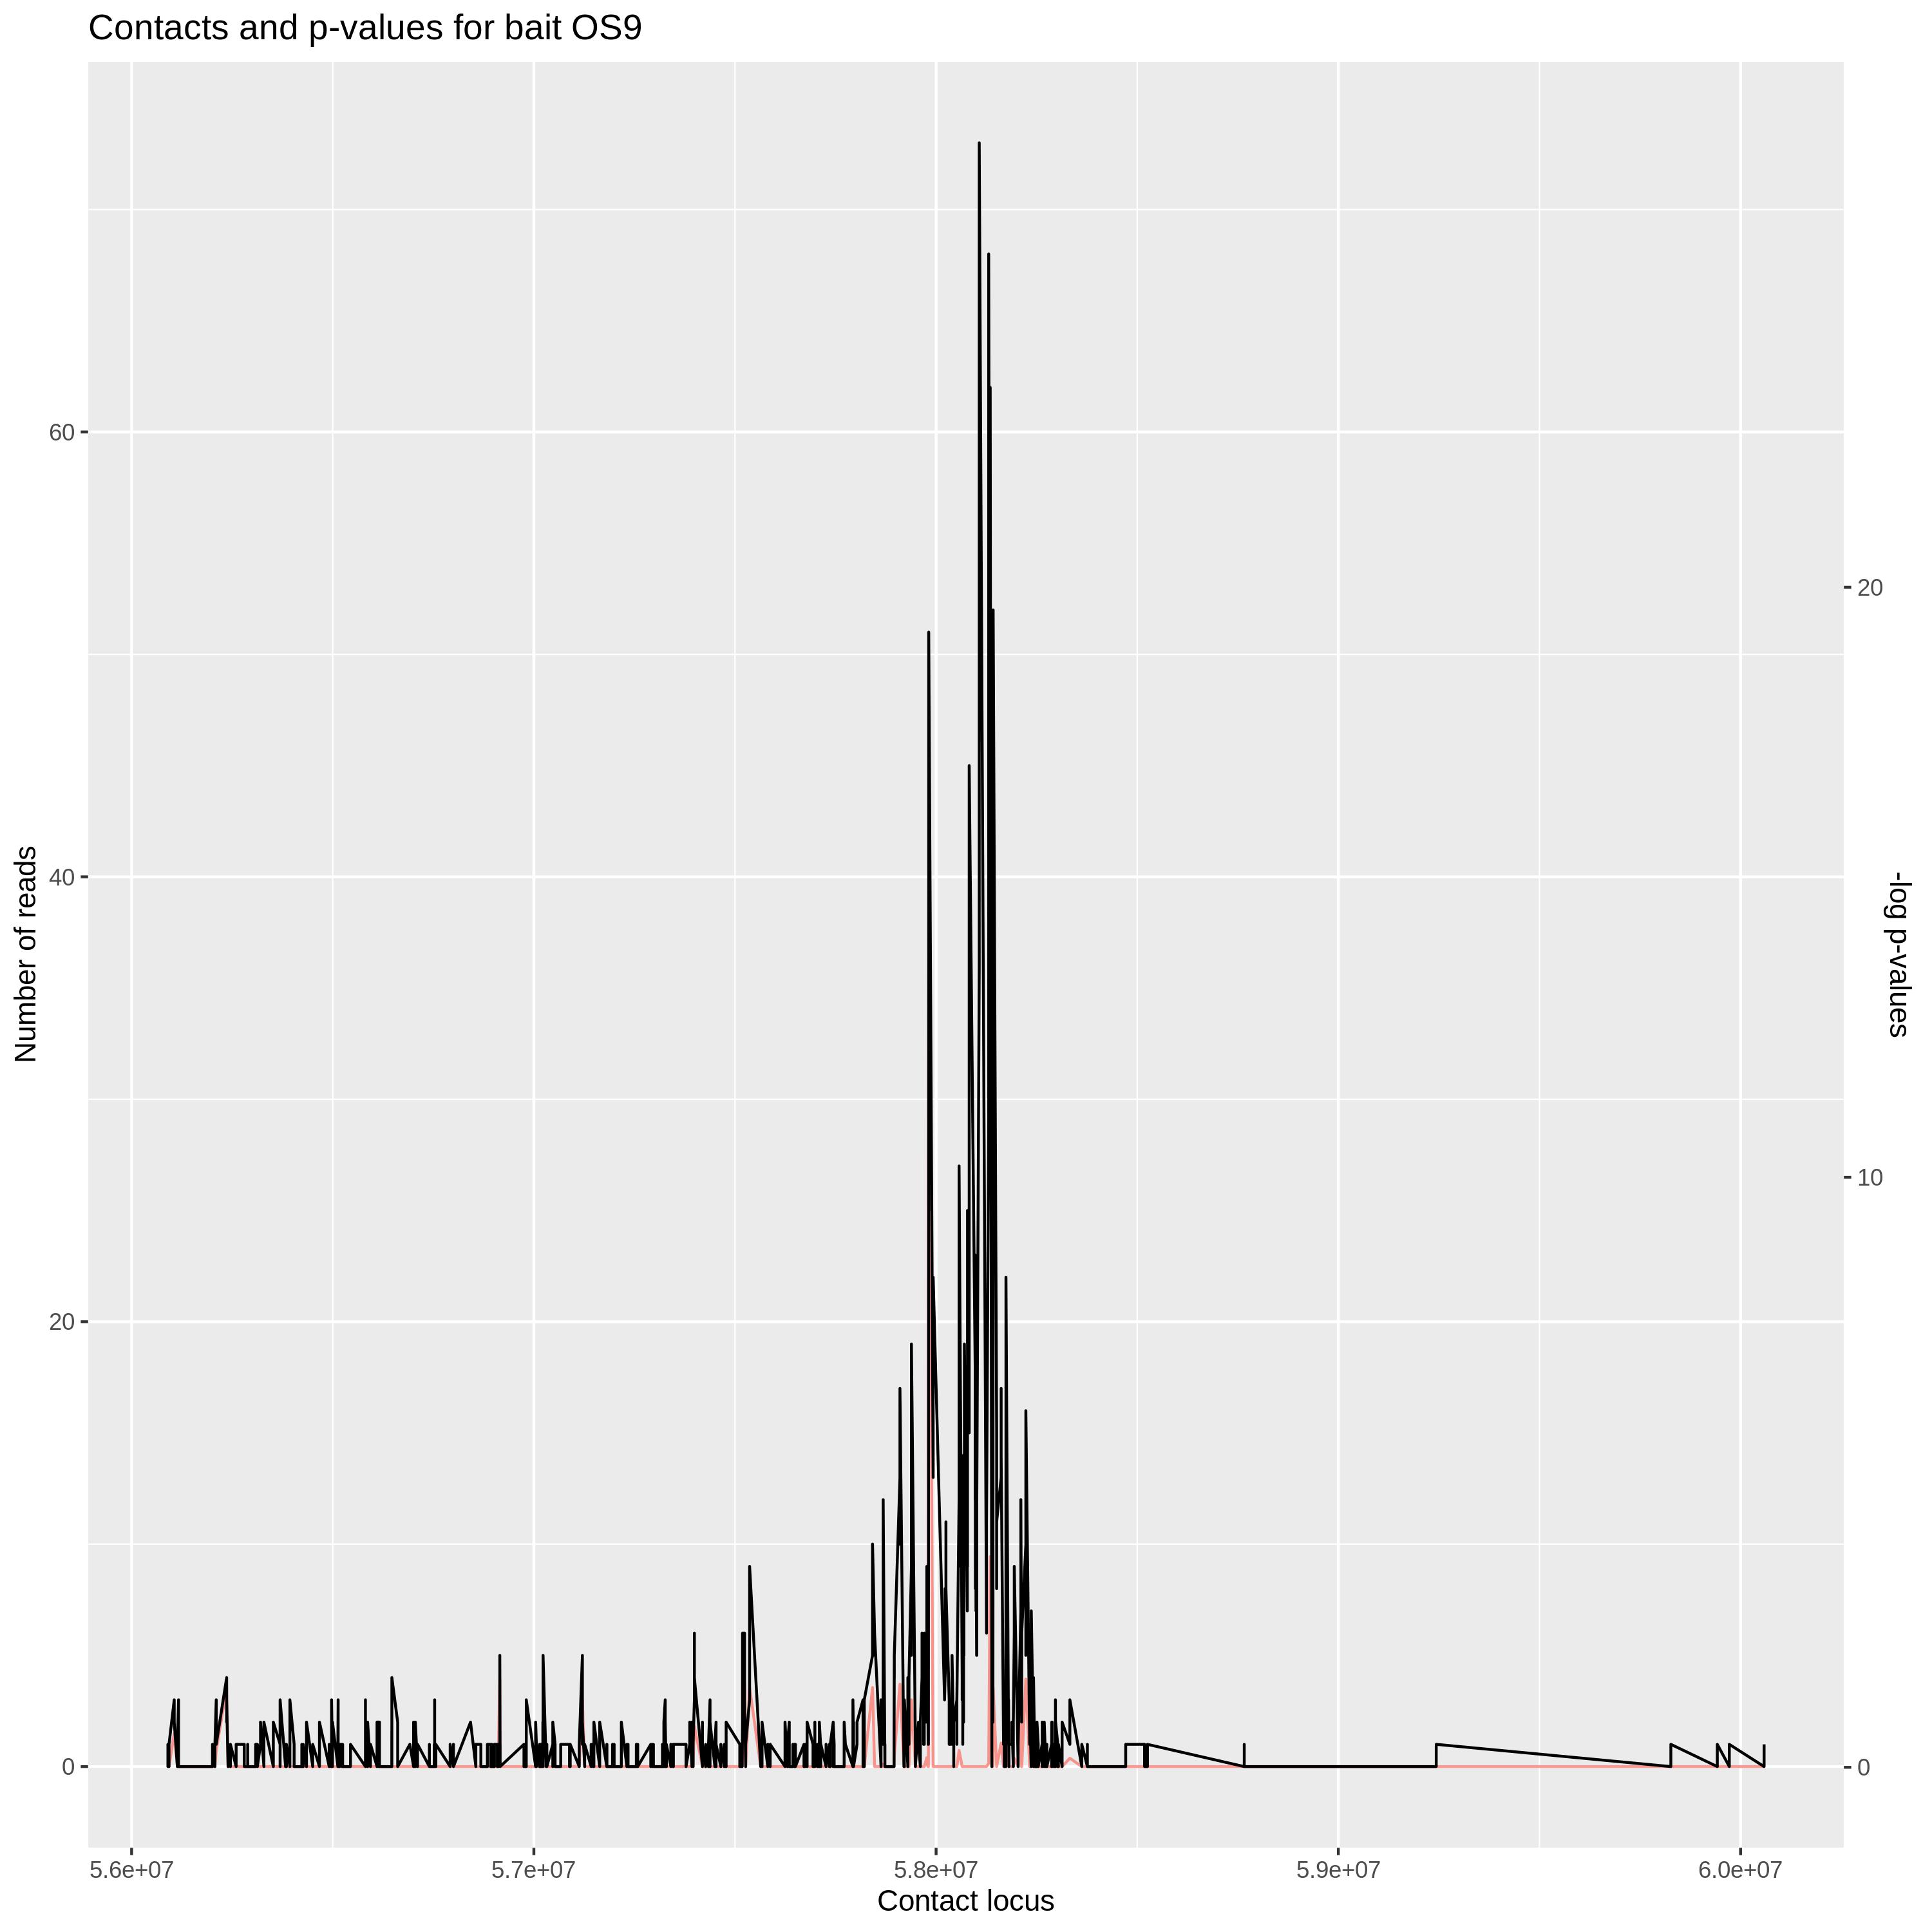 Contacts and p-values for bait OS9
60
40
20
0
Number of reads
20
10
0
-log p-values
5.6e+07 5.7e+07 5.8e+07 5.9e+07 6.0e+07
Contact locus